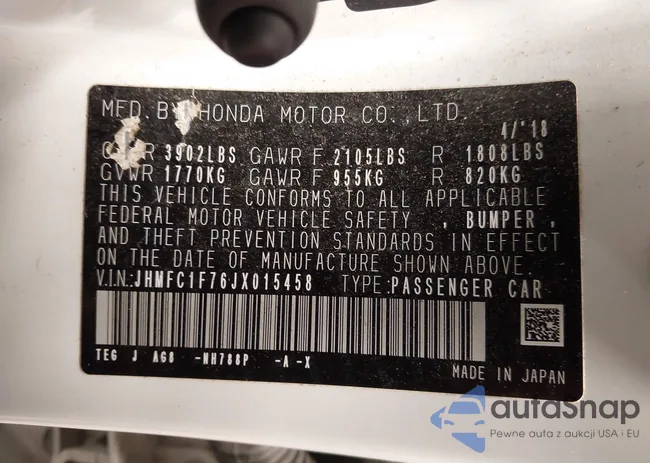 MFD. BY HONDA MOTOR CO., LTD.
4/'18
GVWR 3902LBS GAWR F 2105LBS R 1808LBS
GVWR 1770KG GAWR F 955KG R 820KG
THIS VEHICLE CONFORMS TO ALL APPLICABLE
FEDERAL MOTOR VEHICLE SAFETY , BUMPER ,
AND THEFT PREVENTION STANDARDS IN EFFECT
ON THE DATE OF MANUFACTURE SHOWN ABOVE.
V.I.N:JHMFC1F76JX015458 TYPE:PASSENGER CAR
TEG J AG8 -NH788P -A-X
MADE IN JAPAN
autoSnap
Pewne auta z aukcji USA i EU